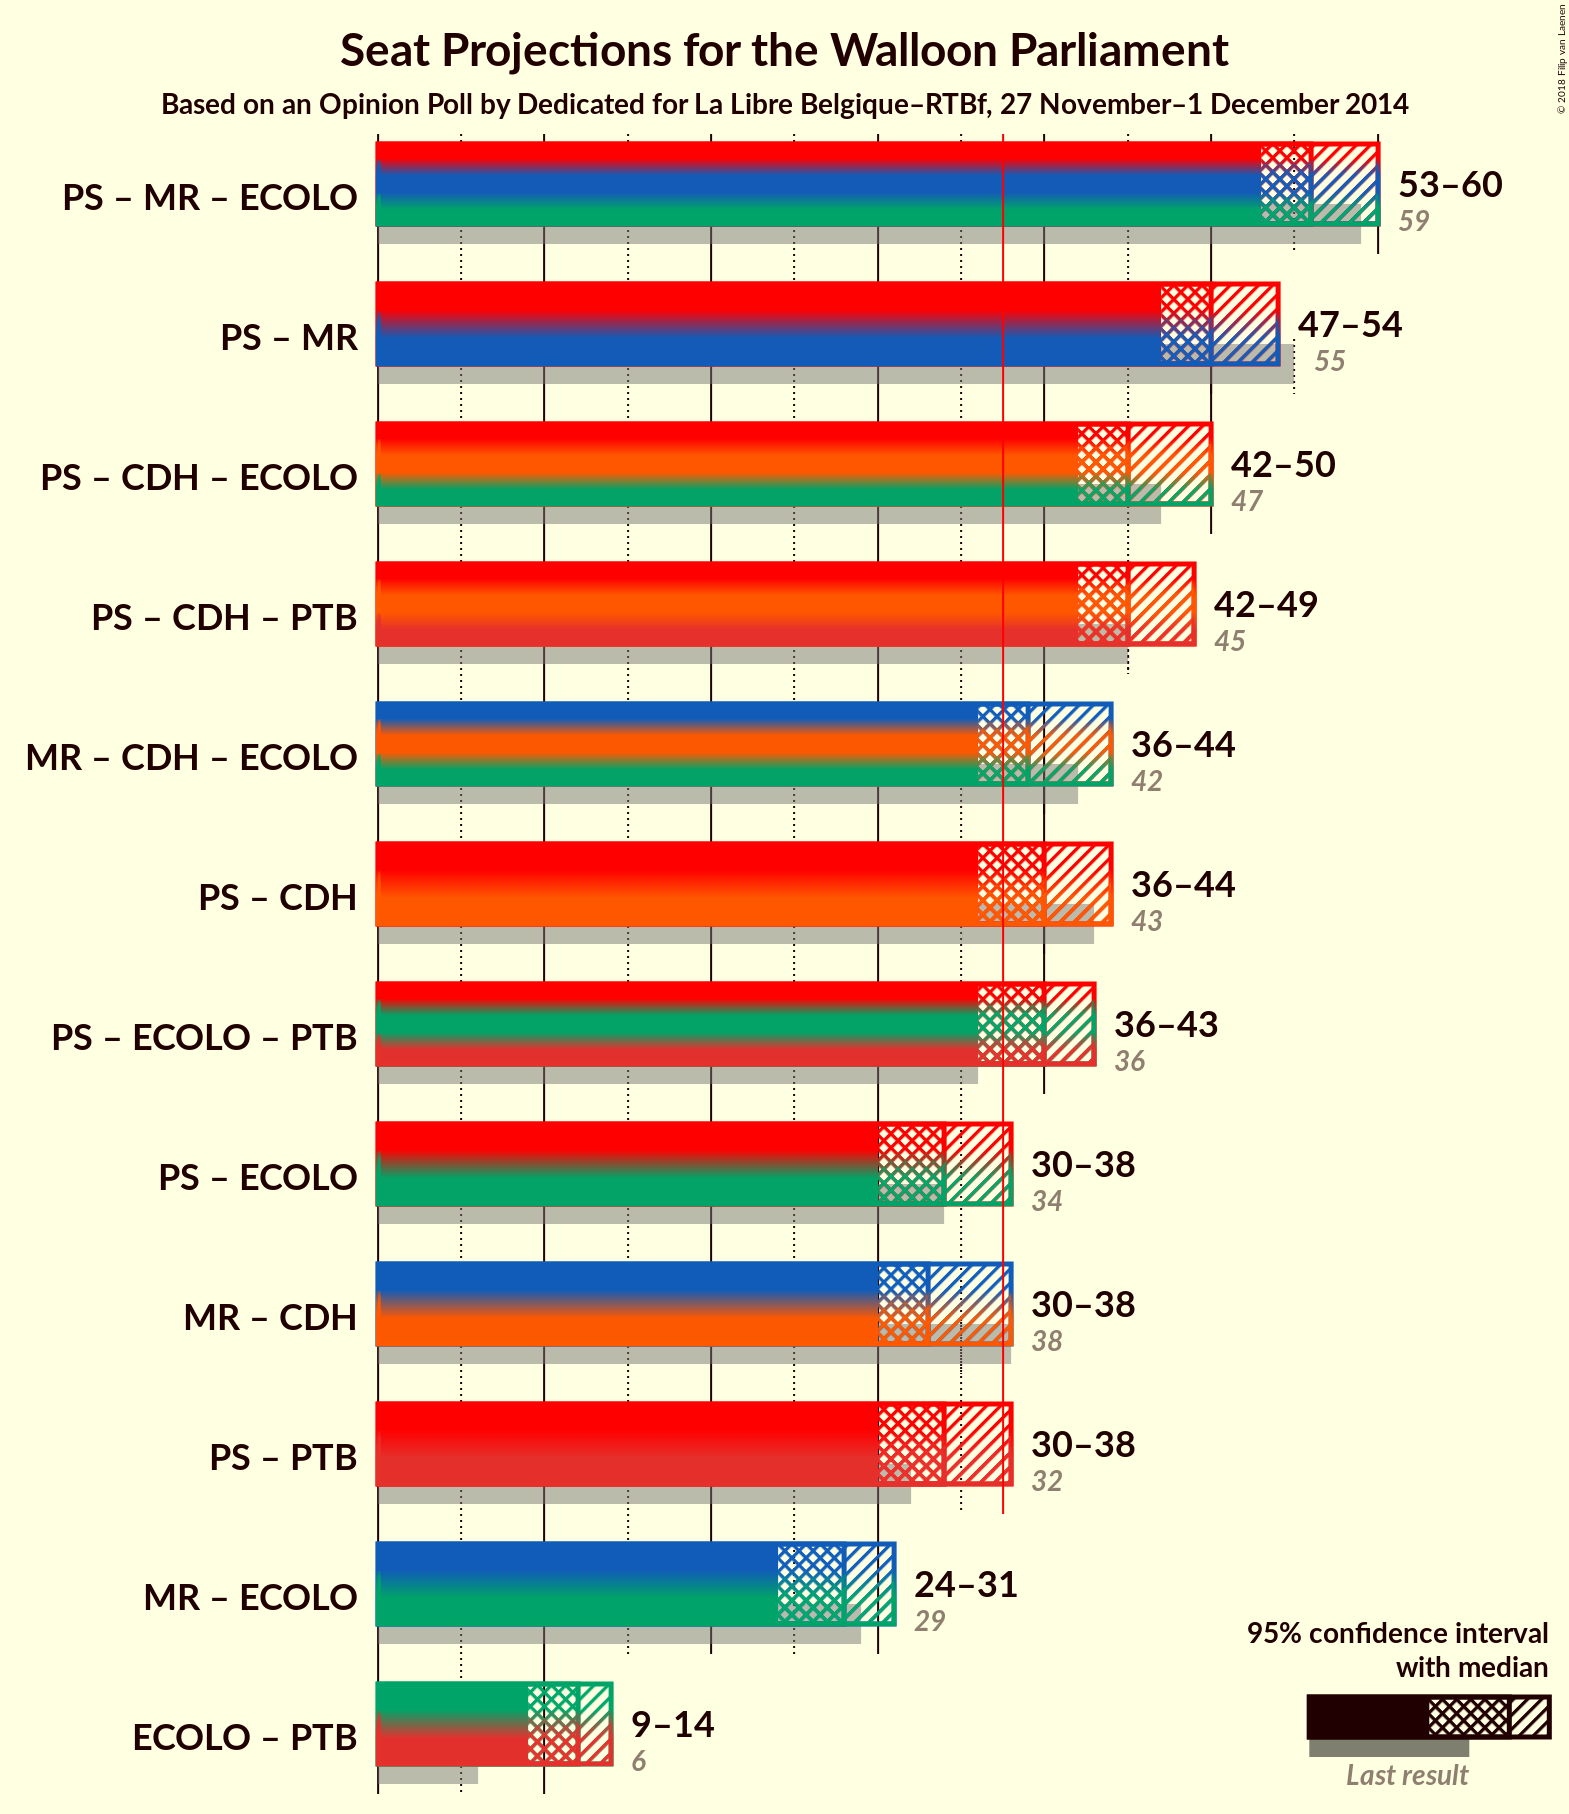 Seat Projections for the Walloon Parliament
Based on an Opinion Poll by Dedicated for La Libre Belgique–RTBf, 27 November–1 December 2014
© 2018 Filip van Laenen
PS – MR – ECOLO
53–60
59
PS – MR
47–54
55
PS – CDH – ECOLO
42–50
47
PS – CDH – PTB
42–49
45
MR – CDH – ECOLO
36–44
42
PS – CDH
36–44
43
PS – ECOLO – PTB
36–43
36
PS – ECOLO
30–38
34
MR – CDH
30–38
38
PS – PTB
30–38
32
MR – ECOLO
24–31
29
ECOLO – PTB
9–14
6
95% confidence interval
with median
Last result